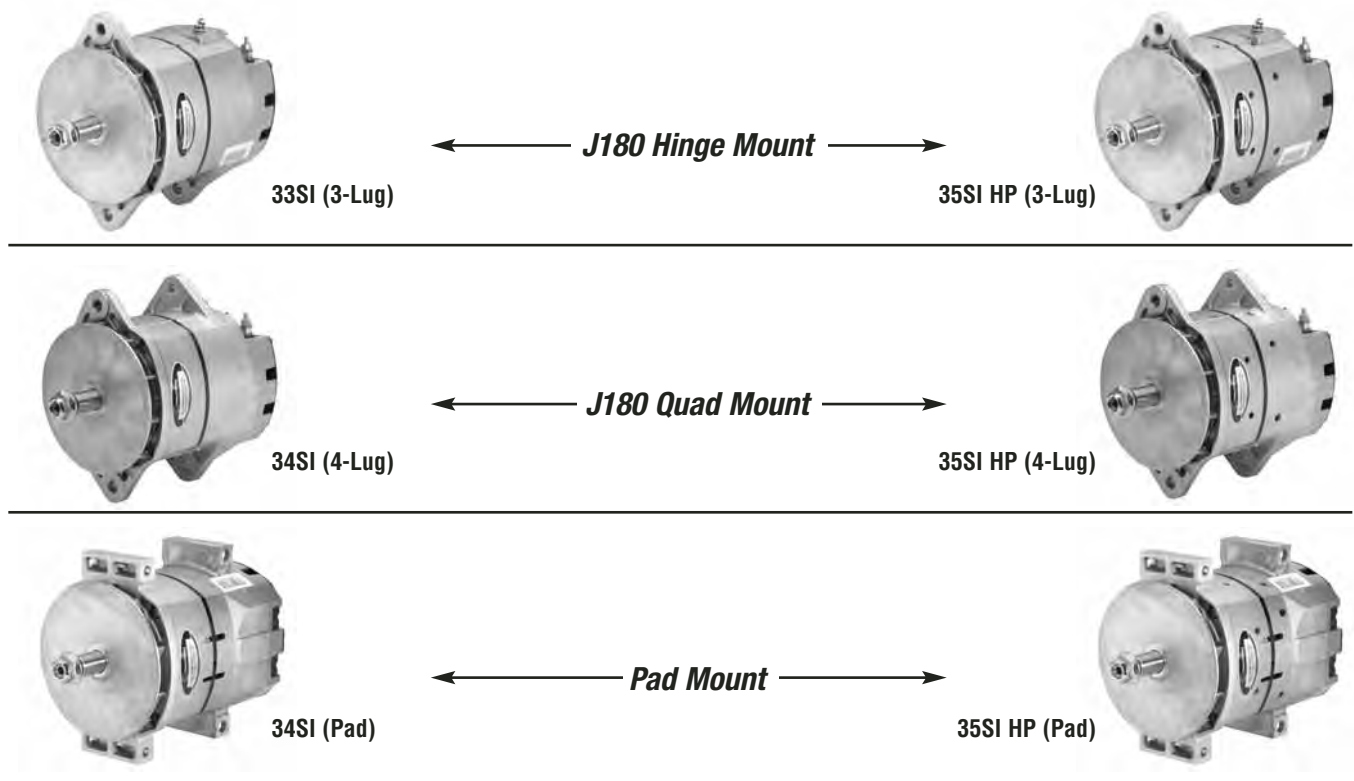 J180 Hinge Mount
33SI (3-Lug)
35SI HP (3-Lug)
J180 Quad Mount
34SI (4-Lug)
35SI HP (4-Lug)
Pad Mount
34SI (Pad)
35SI HP (Pad)